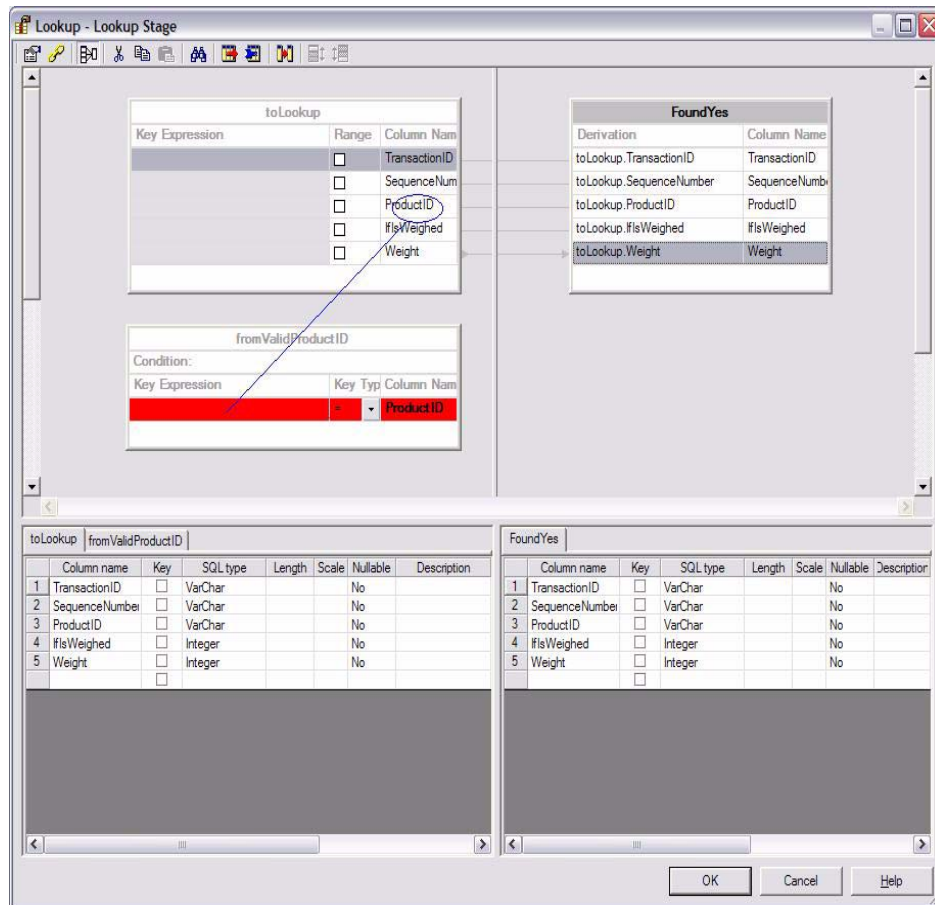 Lookup - Lookup Stage
toLookup
Key Expression Range Column Nam
TransactionID
SequenceNum
ProductID
IfIsWeighed
Weight
FoundYes
Derivation Column Name
toLookup.TransactionID TransactionID
toLookup.SequenceNumber SequenceNumb
toLookup.ProductID ProductID
toLookup.IfIsWeighed IfIsWeighed
toLookup.Weight Weight
fromValidProductID
Condition:
Key Expression Key Typ Column Nam
= ProductID
toLookup fromValidProductID
Column name Key SQL type Length Scale Nullable Description
1 TransactionID VarChar No
2 SequenceNumber VarChar No
3 ProductID VarChar No
4 IfIsWeighed Integer No
5 Weight Integer No
FoundYes
Column name Key SQL type Length Scale Nullable Description
1 TransactionID VarChar No
2 SequenceNumber VarChar No
3 ProductID VarChar No
4 IfIsWeighed Integer No
5 Weight Integer No
OK Cancel Help